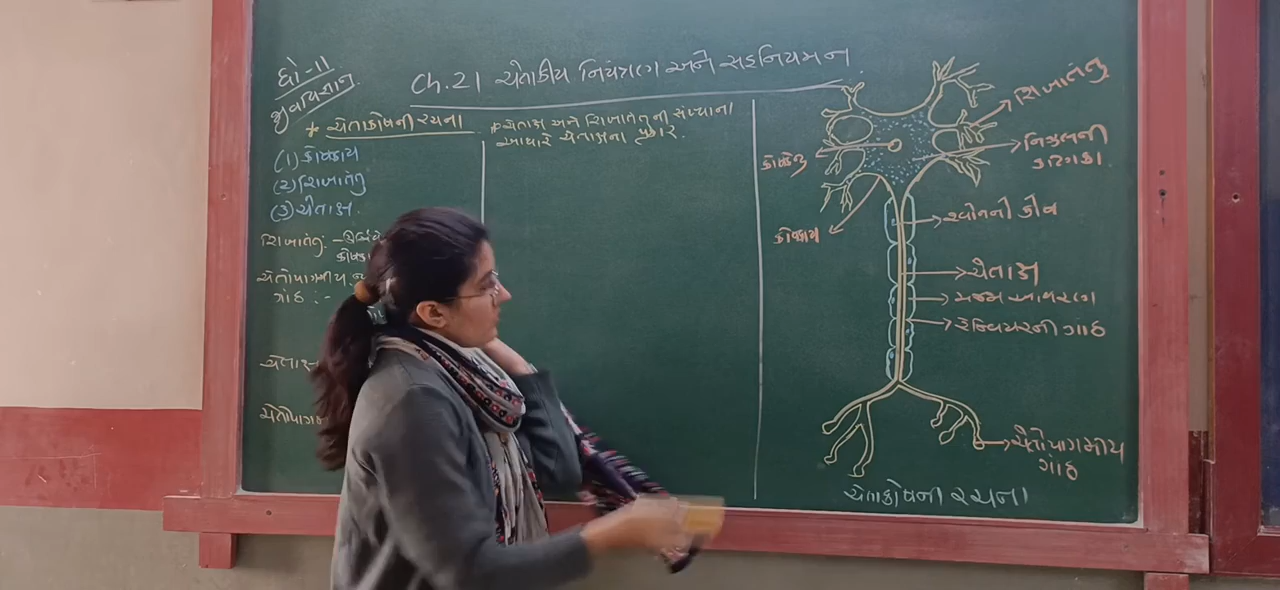 ધો-11
જીવવિજ્ઞાન
Ch.21 ચેતાકીય નિયંત્રણ અને સહનિયમન
* ચેતાકોષની રચના
(1) કોષકાય
(2) શિખાતંતુ
(3) ચેતાક્ષ
શિખાતંતુ: -
ચેતોપાગમીય
ગાંઠ :-
ચેતાક્ષ
* ચેતાક્ષ અને શિખાતંતુની સંખ્યાના
આધારે ચેતાક્ષના પ્રકાર
શિખાતંતુ
નિસલની
કણિકા
કોષકેન્દ્ર
કોષકાય
શ્વાનનો કોષ
ચેતાક્ષ
મજ્જા આવરણ
રેન્વિયરની ગાંઠ
ચેતોપાગમીય
ગાંઠ
ચેતાકોષની રચના